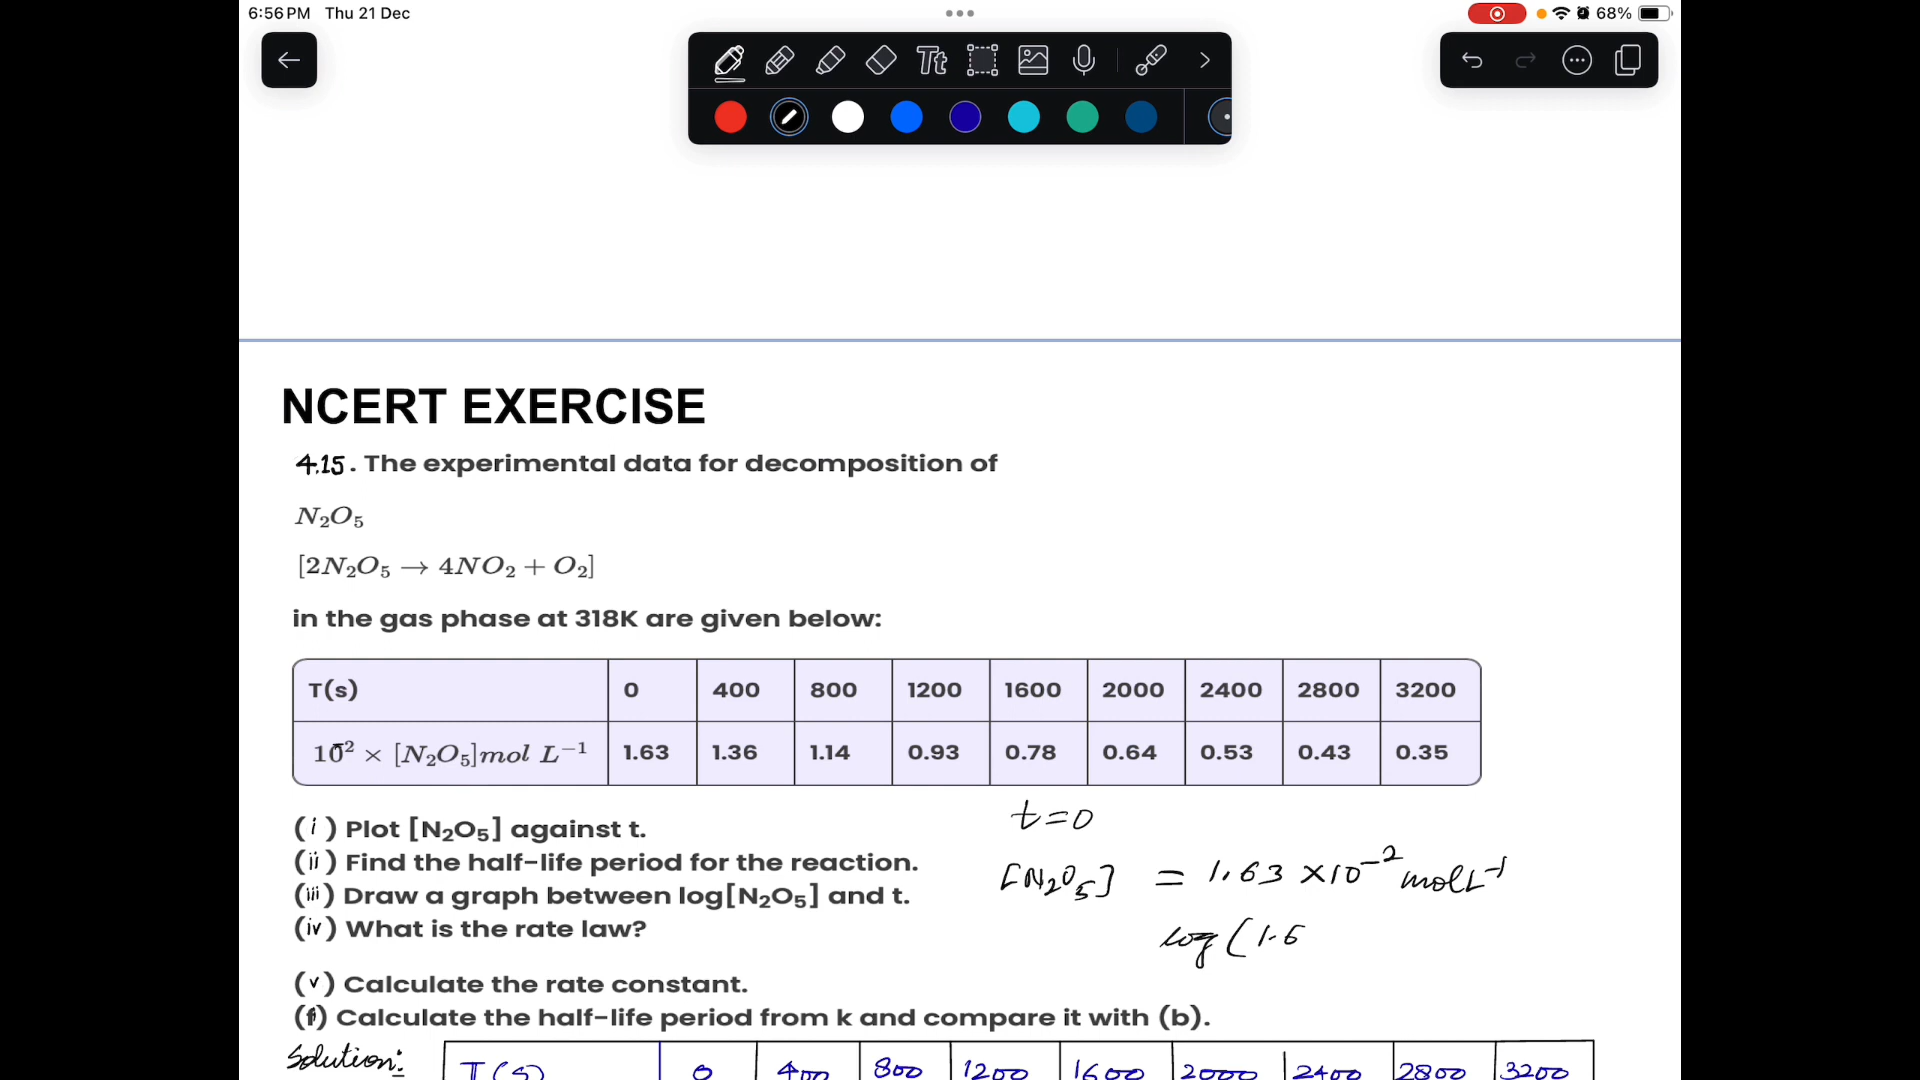 6:56 PM Thu 21 Dec
68%
Tt
NCERT EXERCISE
4.15. The experimental data for decomposition of
N₂O₅
[2N₂O₅ → 4NO₂ + O₂]
in the gas phase at 318K are given below:
T(s) 0 400 800 1200 1600 2000 2400 2800 3200
10⁻² × [N₂O₅]mol L⁻¹ 1.63 1.36 1.14 0.93 0.78 0.64 0.53 0.43 0.35
(i) Plot [N₂O₅] against t.
(ii) Find the half-life period for the reaction.
(iii) Draw a graph between log[N₂O₅] and t.
(iv) What is the rate law?
(v) Calculate the rate constant.
(f) Calculate the half-life period from k and compare it with (b).
t=0
[N₂O₅] = 1.63 ×10⁻² mol L⁻¹
log (1.6
Solution:
T(S) 0 400 800 1200 1600 2000 2400 2800 3200